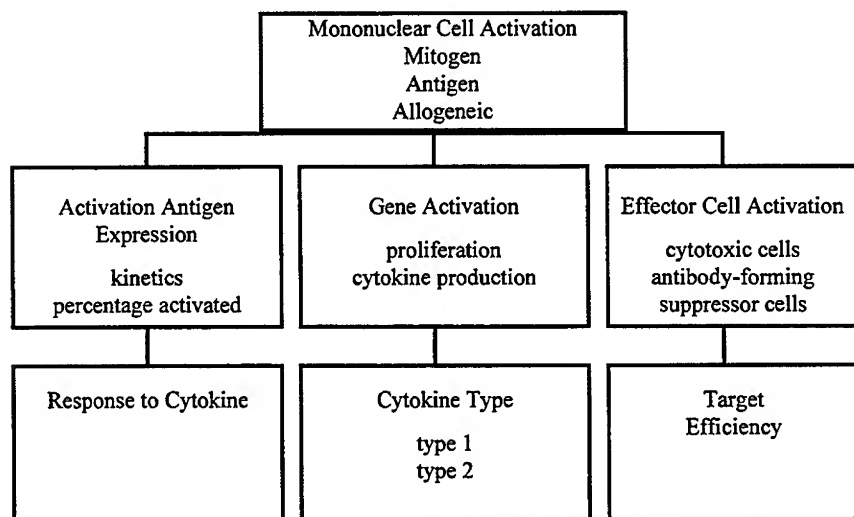 Mononuclear Cell Activation
Mitogen
Antigen
Allogeneic
Activation Antigen
Expression
kinetics
percentage activated
Gene Activation
proliferation
cytokine production
Effector Cell Activation
cytotoxic cells
antibody-forming
suppressor cells
Response to Cytokine
Cytokine Type
type 1
type 2
Target
Efficiency